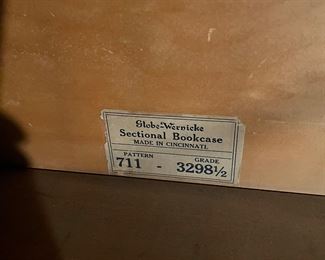 Globe-Wernicke
Sectional Bookcase
MADE IN CINCINNATI
PATTERN GRADE
711 - 3298½